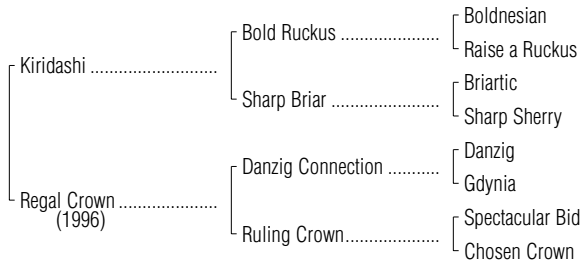 Boldnesian
Bold Ruckus ..................
Raise a Ruckus
Kiridashi .......................
Briartic
Sharp Briar ....................
Sharp Sherry
Danzig
Danzig Connection ...........
Gdynia
Regal Crown ..................
(1996)
Spectacular Bid
Ruling Crown.................
Chosen Crown